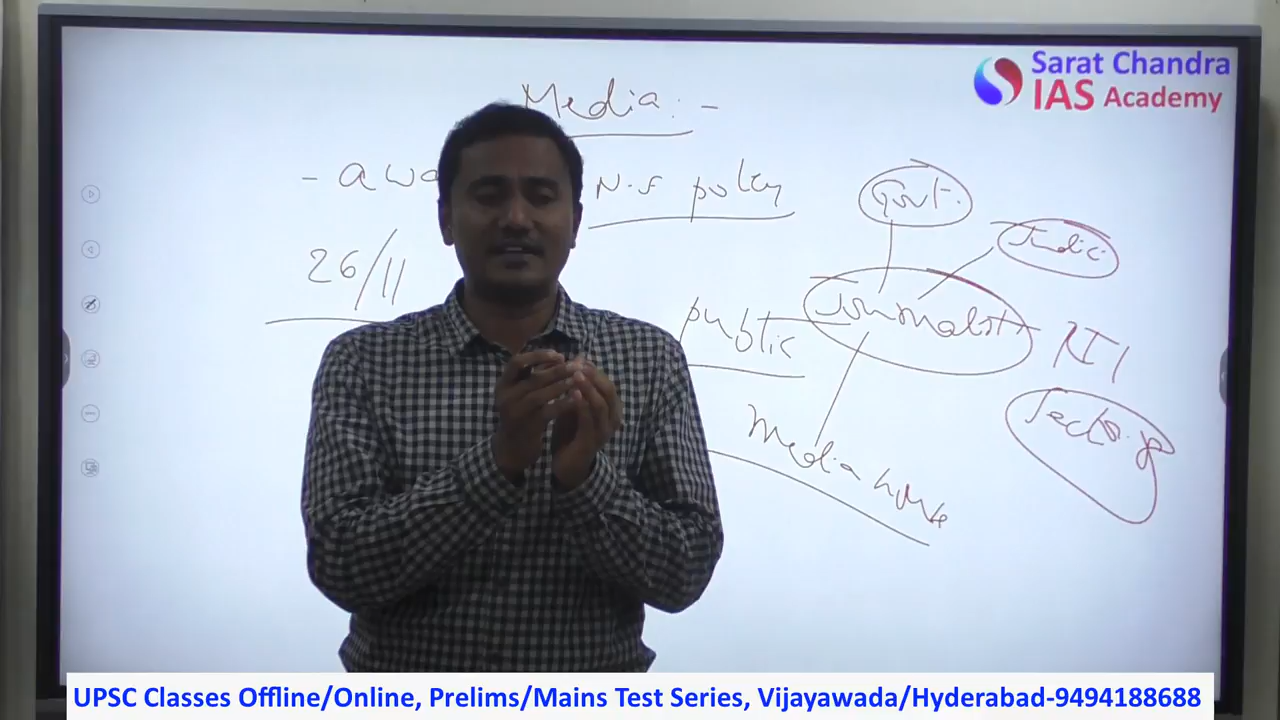 Sarat Chandra
IAS Academy
Media: -
- awa
N.S policy
Govt.
Judic.
26/11
public
Journalist
RTI
Media house
UPSC Classes Offline/Online, Prelims/Mains Test Series, Vijayawada/Hyderabad-9494188688